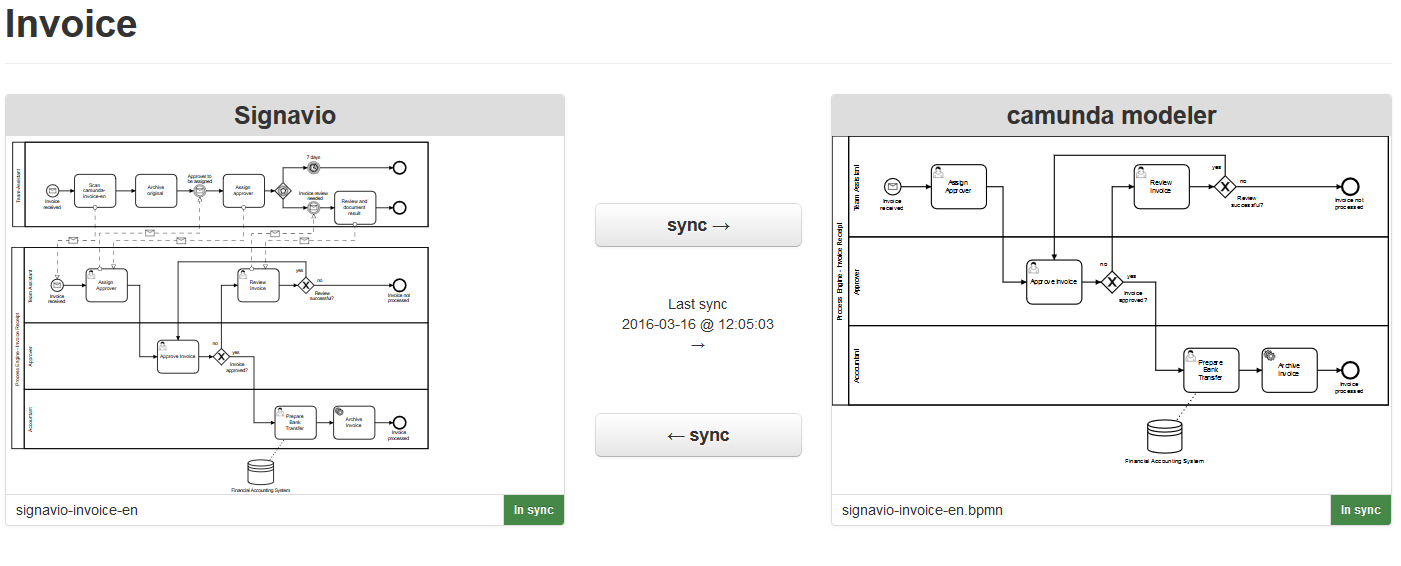 Invoice
Signavio
Team-Assistant
Invoice
received
Scan
camunda-
invoice-en
Archive
original
Approver to
be assigned
Assign
approver
7 days
Invoice review
needed
Review and
document
result
Process Engine - Invoice Receipt
Team Assistant
Invoice
received
Assign
Approver
Review
Invoice
yes
no
Review
successful?
Invoice not
processed
Approver
Approve Invoice
no
yes
Invoice
approved?
Accountant
Prepare
Bank
Transfer
Archive
Invoice
Invoice
processed
Financial Accounting System
signavio-invoice-en
In sync
sync →
Last sync
2016-03-16 @ 12:05:03
→
← sync
camunda modeler
Process Engine - Invoice Receipt
Team Assistant
Invoice
received
Assign
Approver
Review
Invoice
yes
no
Review
successful?
Invoice not
processed
Approver
Approve Invoice
no
yes
Invoice
approved?
Accountant
Prepare
Bank
Transfer
Archive
Invoice
Invoice
processed
Financial Accounting System
signavio-invoice-en.bpmn
In sync